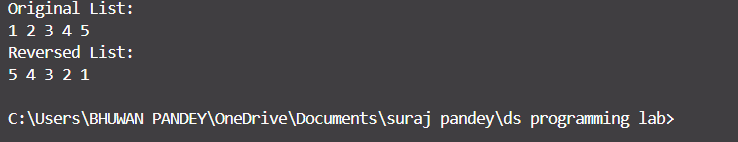 Original List:
1 2 3 4 5
Reversed List:
5 4 3 2 1
C:\Users\BHUWAN PANDEY\OneDrive\Documents\suraj pandey\ds programming lab>